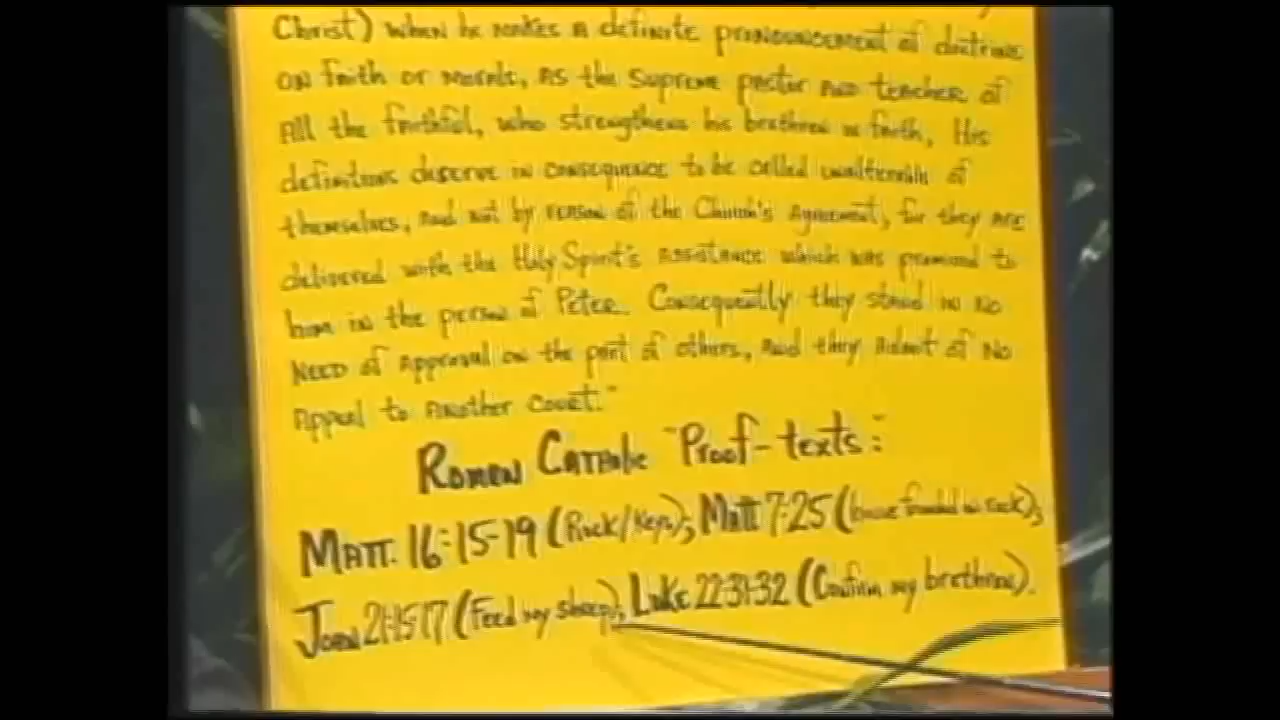 Christ) when he makes a definite pronouncement of doctrine
on faith or morals, as the supreme pastor and teacher of
All the faithful, who strengthens his brethren in faith, His
definitions deserve in consequence to be called unalterable of
themselves, and not by reason of the Church's Agreement, for they are
delivered with the Holy Spirit's assistance which was promised to
him in the person of Peter. Consequently they stand in no
need of approval on the part of others, and they admit of no
Appeal to another court."
Roman Catholic "Proof-texts:"
Matt. 16:15-19 (Rock/Keys); Matt 7:25 (house founded on rock);
John 21:15-17 (Feed my sheep); Luke 22:31-32 (Confirm my brethren).